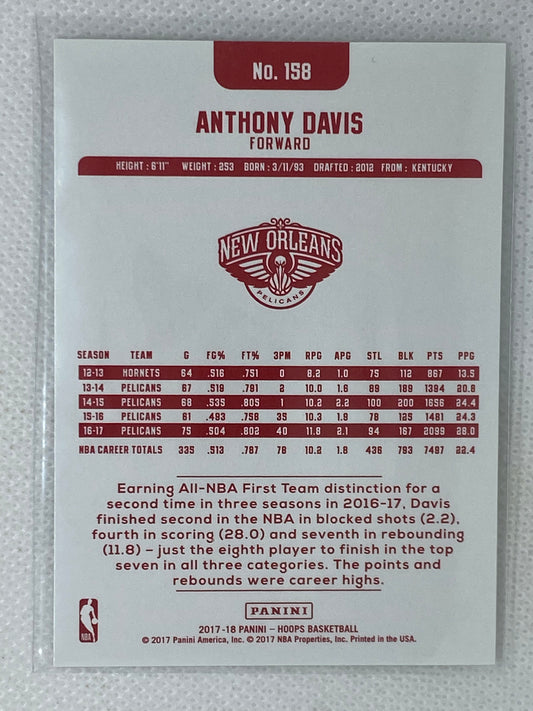 No. 158
ANTHONY DAVIS
FORWARD
HEIGHT : 6'11" WEIGHT : 253 BORN : 3/11/93 DRAFTED : 2012 FROM : KENTUCKY
NEW ORLEANS
PELICANS
SEASON TEAM G FG% FT% 3PM RPG APG STL BLK PTS PPG
12-13 HORNETS 64 .516 .751 0 8.2 1.0 75 112 867 13.5
13-14 PELICANS 67 .519 .791 2 10.0 1.6 89 189 1394 20.8
14-15 PELICANS 68 .535 .805 1 10.2 2.2 100 200 1656 24.4
15-16 PELICANS 61 .493 .758 35 10.3 1.9 78 125 1481 24.3
16-17 PELICANS 75 .504 .802 40 11.8 2.1 94 167 2099 28.0
NBA CAREER TOTALS 335 .513 .787 78 10.2 1.8 436 793 7497 22.4
Earning All-NBA First Team distinction for a
second time in three seasons in 2016-17, Davis
finished second in the NBA in blocked shots (2.2),
fourth in scoring (28.0) and seventh in rebounding
(11.8) – just the eighth player to finish in the top
seven in all three categories. The points and
rebounds were career highs.
NBA
PANINI
2017-18 PANINI – HOOPS BASKETBALL
© 2017 Panini America, Inc. © 2017 NBA Properties, Inc. Printed in the USA.